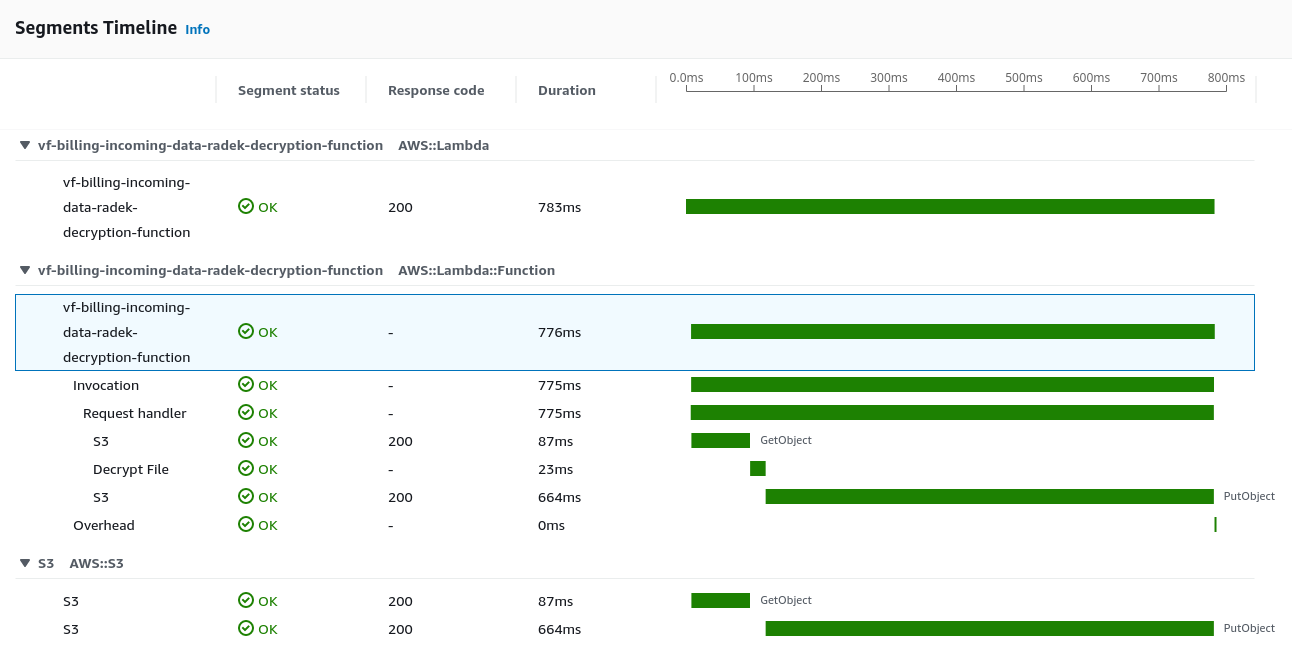 Segments Timeline Info
Segment status Response code Duration 0.0ms 100ms 200ms 300ms 400ms 500ms 600ms 700ms 800ms
vf-billing-incoming-data-radek-decryption-function AWS::Lambda
vf-billing-incoming-
data-radek- OK 200 783ms
decryption-function
vf-billing-incoming-data-radek-decryption-function AWS::Lambda::Function
vf-billing-incoming-
data-radek- OK - 776ms
decryption-function
Invocation OK - 775ms
Request handler OK - 775ms
S3 OK 200 87ms GetObject
Decrypt File OK - 23ms
S3 OK 200 664ms PutObject
Overhead OK - 0ms
S3 AWS::S3
S3 OK 200 87ms GetObject
S3 OK 200 664ms PutObject